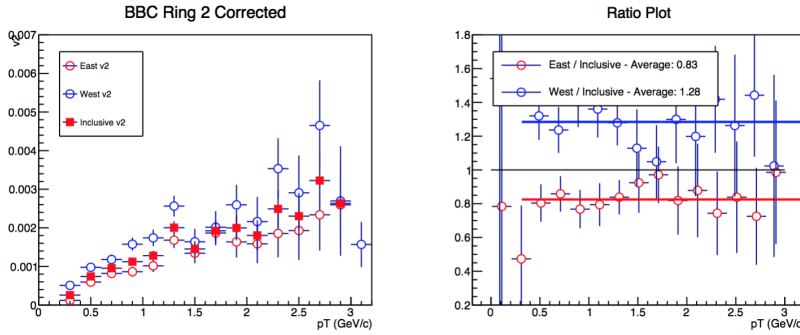 BBC Ring 2 Corrected
v2
0.007
0.006
0.005
0.004
0.003
0.002
0.001
0
East v2
West v2
Inclusive v2
0 0.5 1 1.5 2 2.5 3
pT (GeV/c)
Ratio Plot
1.8
1.6
1.4
1.2
1
0.8
0.6
0.4
0.2
East / Inclusive - Average: 0.83
West / Inclusive - Average: 1.28
0 0.5 1 1.5 2 2.5 3
pT (GeV/c)